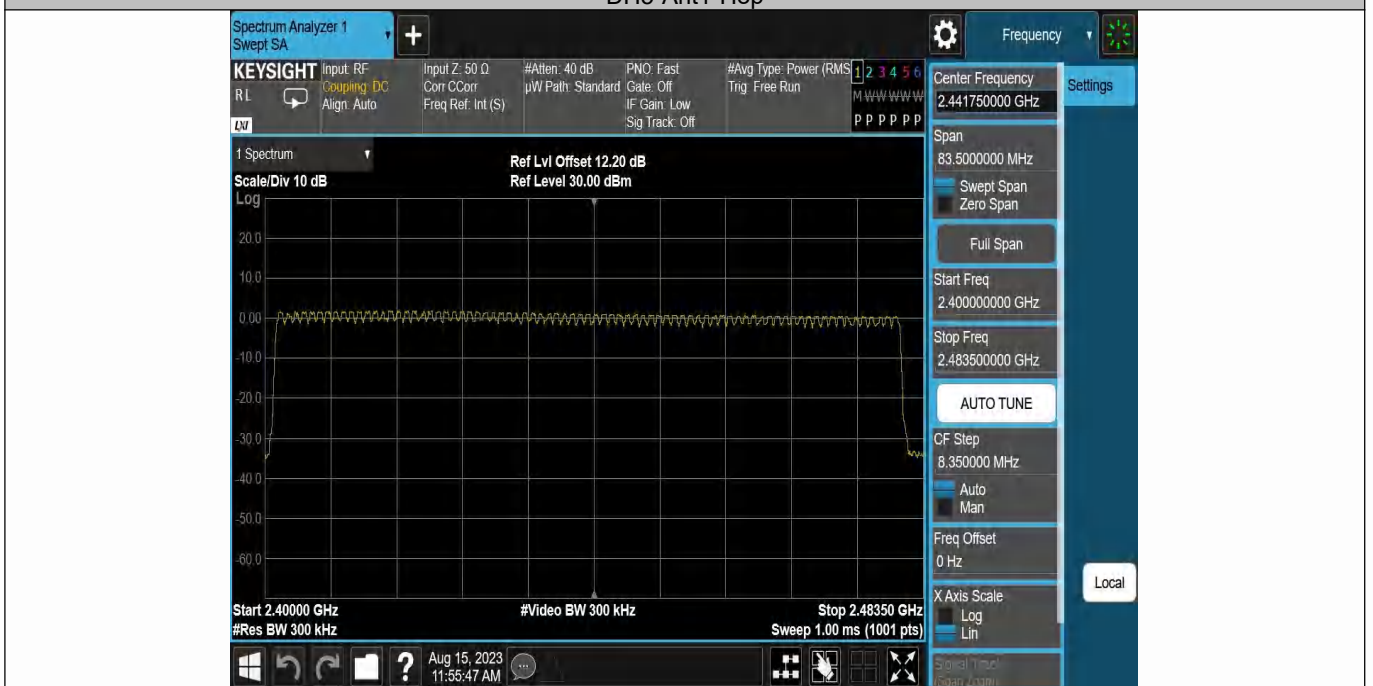 Spectrum Analyzer 1
Swept SA
+
Frequency
KEYSIGHT
RL
LXI
Input: RF
Coupling: DC
Align: Auto
Input Z: 50 Ω
Corr CCorr
Freq Ref: Int (S)
#Atten: 40 dB
µW Path: Standard
PNO: Fast
Gate: Off
IF Gain: Low
Sig Track: Off
#Avg Type: Power (RMS
Trig: Free Run
1 2 3 4 5 6
M W W W W W
P P P P P P
Center Frequency
2.441750000 GHz
Settings
Span
83.5000000 MHz
Swept Span
Zero Span
Full Span
Start Freq
2.400000000 GHz
Stop Freq
2.483500000 GHz
AUTO TUNE
CF Step
8.350000 MHz
Auto
Man
Freq Offset
0 Hz
X Axis Scale
Log
Lin
Signal Track
(Span Zoom)
Local
1 Spectrum
Scale/Div 10 dB
Log
Ref Lvl Offset 12.20 dB
Ref Level 30.00 dBm
20.0
10.0
0.00
-10.0
-20.0
-30.0
-40.0
-50.0
-60.0
Start 2.40000 GHz
#Res BW 300 kHz
#Video BW 300 kHz
Stop 2.48350 GHz
Sweep 1.00 ms (1001 pts)
?
Aug 15, 2023
11:55:47 AM